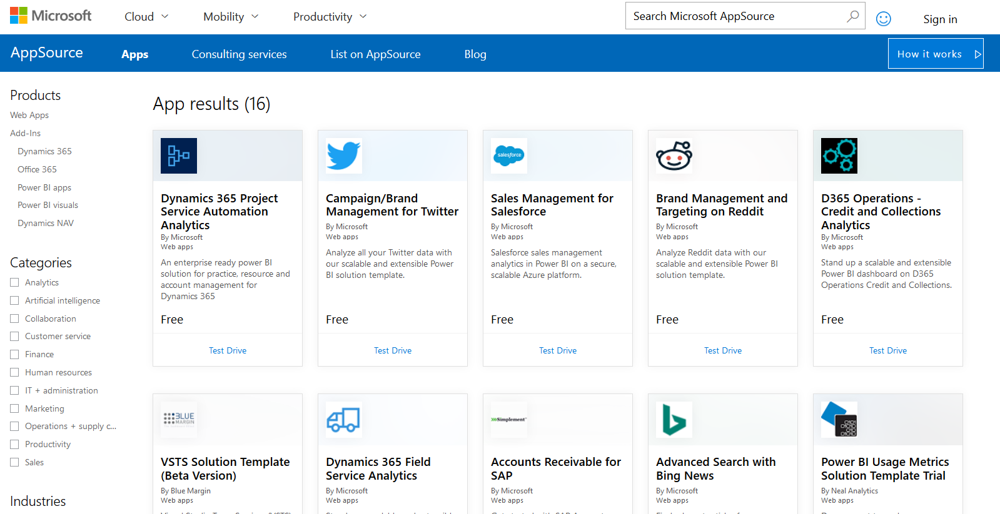 Microsoft
Cloud
Mobility
Productivity
Search Microsoft AppSource
Sign in
AppSource
Apps
Consulting services
List on AppSource
Blog
How it works
Products
Web Apps
Add-Ins
Dynamics 365
Office 365
Power BI apps
Power BI visuals
Dynamics NAV
Categories
Analytics
Artificial intelligence
Collaboration
Customer service
Finance
Human resources
IT + administration
Marketing
Operations + supply c...
Productivity
Sales
Industries
App results (16)
Dynamics 365 Project
Service Automation
Analytics
By Microsoft
Web apps
An enterprise ready power BI
solution for practice, resource and
account management for
Dynamics 365
Free
Test Drive
Campaign/Brand
Management for Twitter
By Microsoft
Web apps
Analyze all your Twitter data with
our scalable and extensible Power
BI solution template.
Free
Test Drive
salesforce
Sales Management for
Salesforce
By Microsoft
Web apps
Salesforce sales management
analytics in Power BI on a secure,
scalable Azure platform.
Free
Test Drive
Brand Management and
Targeting on Reddit
By Microsoft
Web apps
Analyze Reddit data with our
scalable and extensible Power BI
solution template.
Free
Test Drive
D365 Operations -
Credit and Collections
Analytics
By Microsoft
Web apps
Stand up a scalable and extensible
Power BI dashboard on D365
Operations Credit and Collections.
Free
Test Drive
BLUE
MARGIN
VSTS Solution Template
(Beta Version)
By Blue Margin
Web apps
Dynamics 365 Field
Service Analytics
By Microsoft
Web apps
Simplement
Accounts Receivable for
SAP
By Microsoft
Web apps
Advanced Search with
Bing News
By Microsoft
Web apps
Power BI Usage Metrics
Solution Template Trial
By Neal Analytics
Web apps